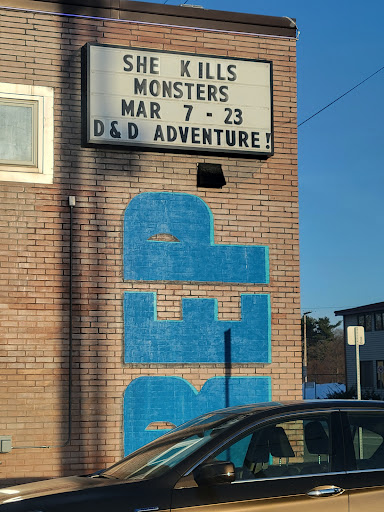 SHE KILLS
MONSTERS
MAR 7 - 23
D&D ADVENTURE!
REP